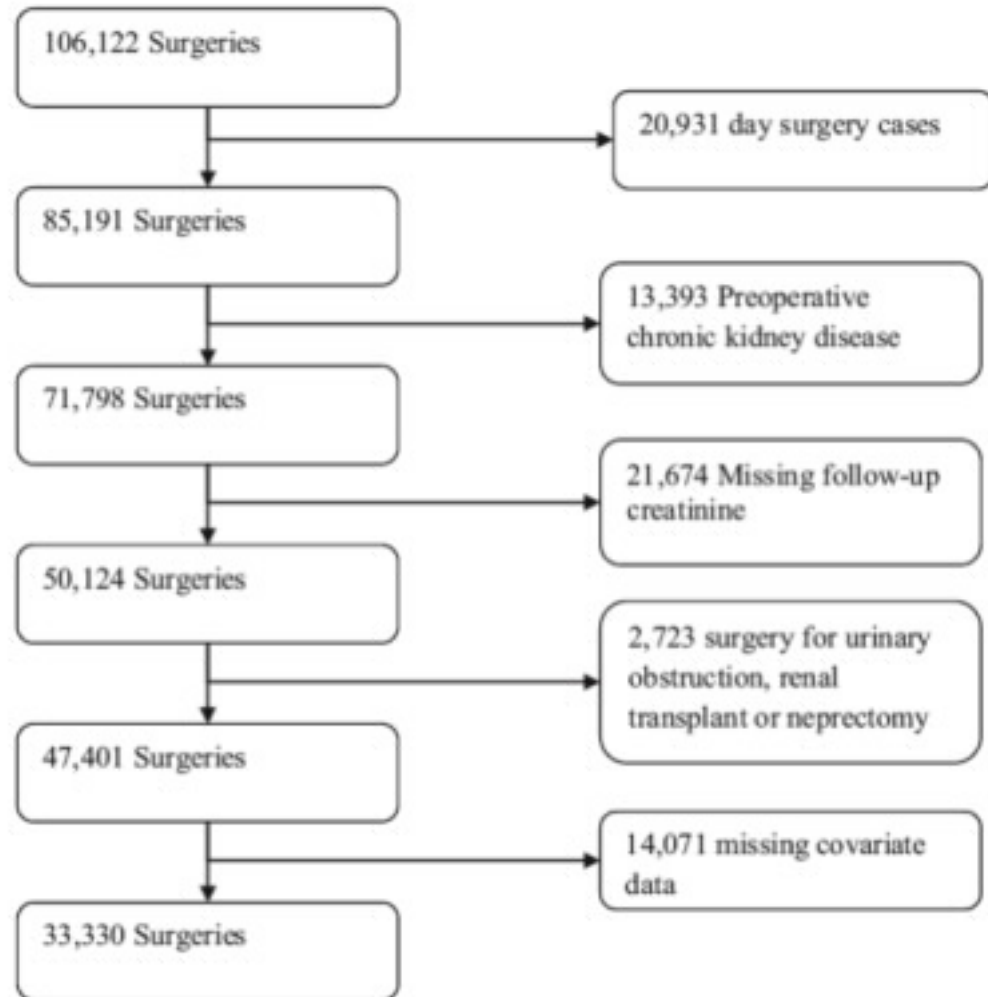 106,122 Surgeries
20,931 day surgery cases
85,191 Surgeries
13,393 Preoperative
chronic kidney disease
71,798 Surgeries
21,674 Missing follow-up
creatinine
50,124 Surgeries
2,723 surgery for urinary
obstruction, renal
transplant or neprectomy
47,401 Surgeries
14,071 missing covariate
data
33,330 Surgeries